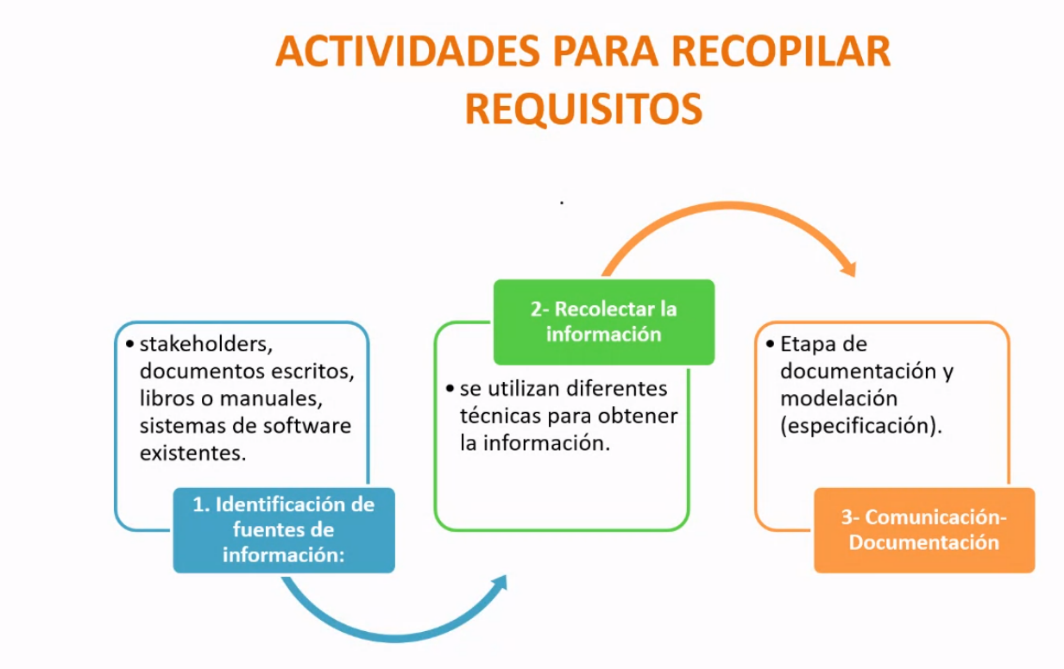 ACTIVIDADES PARA RECOPILAR
REQUISITOS
• stakeholders,
documentos escritos,
libros o manuales,
sistemas de software
existentes.
1. Identificación de
fuentes de
información:
2- Recolectar la
información
• se utilizan diferentes
técnicas para obtener
la información.
• Etapa de
documentación y
modelación
(especificación).
3- Comunicación-
Documentación